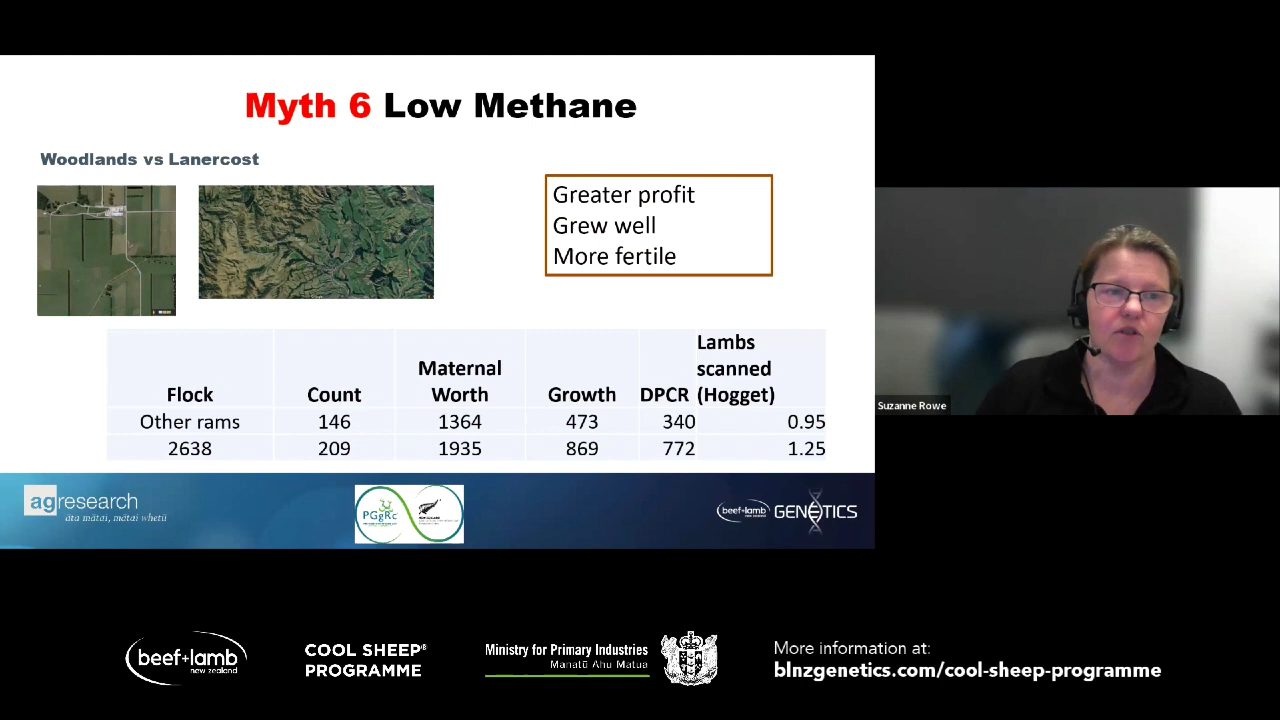 Myth 6 Low Methane
Woodlands vs Lanercost
Greater profit
Grew well
More fertile
Flock Count Maternal Worth Growth DPCR Lambs scanned (Hogget)
Other rams 146 1364 473 340 0.95
2638 209 1935 869 772 1.25
Suzanne Rowe
agresearch
āta mātai, mātai whetū
PGgRc
beef+lamb
GENETICS
beef+lamb
new zealand
COOL SHEEP®
PROGRAMME
Ministry for Primary Industries
Manatū Ahu Matua
More information at:
blnzgenetics.com/cool-sheep-programme